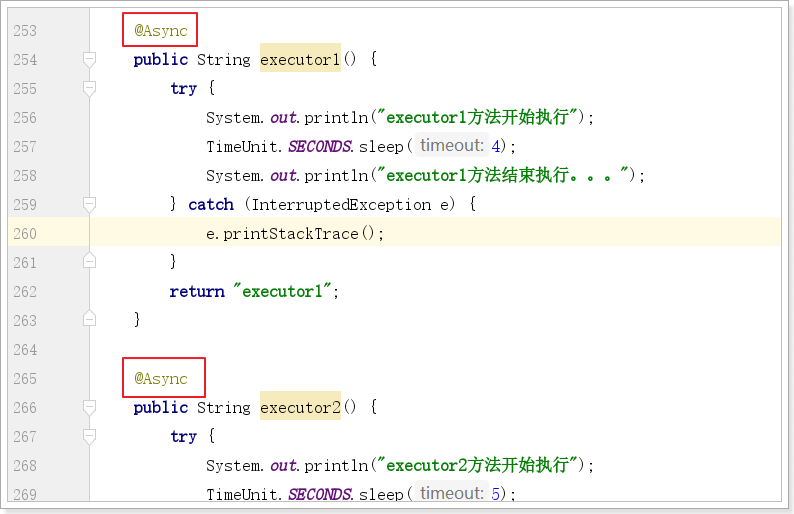 253 @Async
254 public String executor1() {
255 try {
256 System.out.println("executor1方法开始执行");
257 TimeUnit.SECONDS.sleep( timeout: 4);
258 System.out.println("executor1方法结束执行。。。");
259 } catch (InterruptedException e) {
260 e.printStackTrace();
261 }
262 return "executor1";
263 }
264
265 @Async
266 public String executor2() {
267 try {
268 System.out.println("executor2方法开始执行");
269 TimeUnit.SECONDS.sleep( timeout: 5);